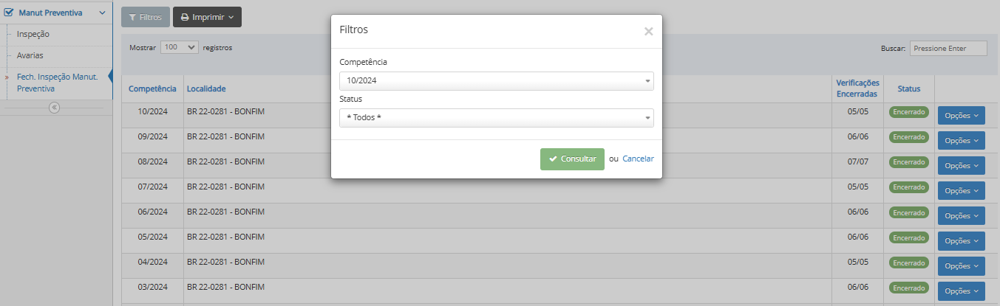 Manut Preventiva
Inspeção
Avarias
Fech. Inspeção Manut.
Preventiva
Filtros
Imprimir
Mostrar 100 registros
Buscar: Pressione Enter
Competência Localidade Verificações Encerradas Status
10/2024 BR 22-0281 - BONFIM 05/05 Encerrado Opções
09/2024 BR 22-0281 - BONFIM 06/06 Encerrado Opções
08/2024 BR 22-0281 - BONFIM 07/07 Encerrado Opções
07/2024 BR 22-0281 - BONFIM 05/05 Encerrado Opções
06/2024 BR 22-0281 - BONFIM 06/06 Encerrado Opções
05/2024 BR 22-0281 - BONFIM 06/06 Encerrado Opções
04/2024 BR 22-0281 - BONFIM 05/05 Encerrado Opções
03/2024 BR 22-0281 - BONFIM 06/06 Encerrado Opções
Filtros ×
Competência
10/2024
Status
* Todos *
Consultar ou Cancelar